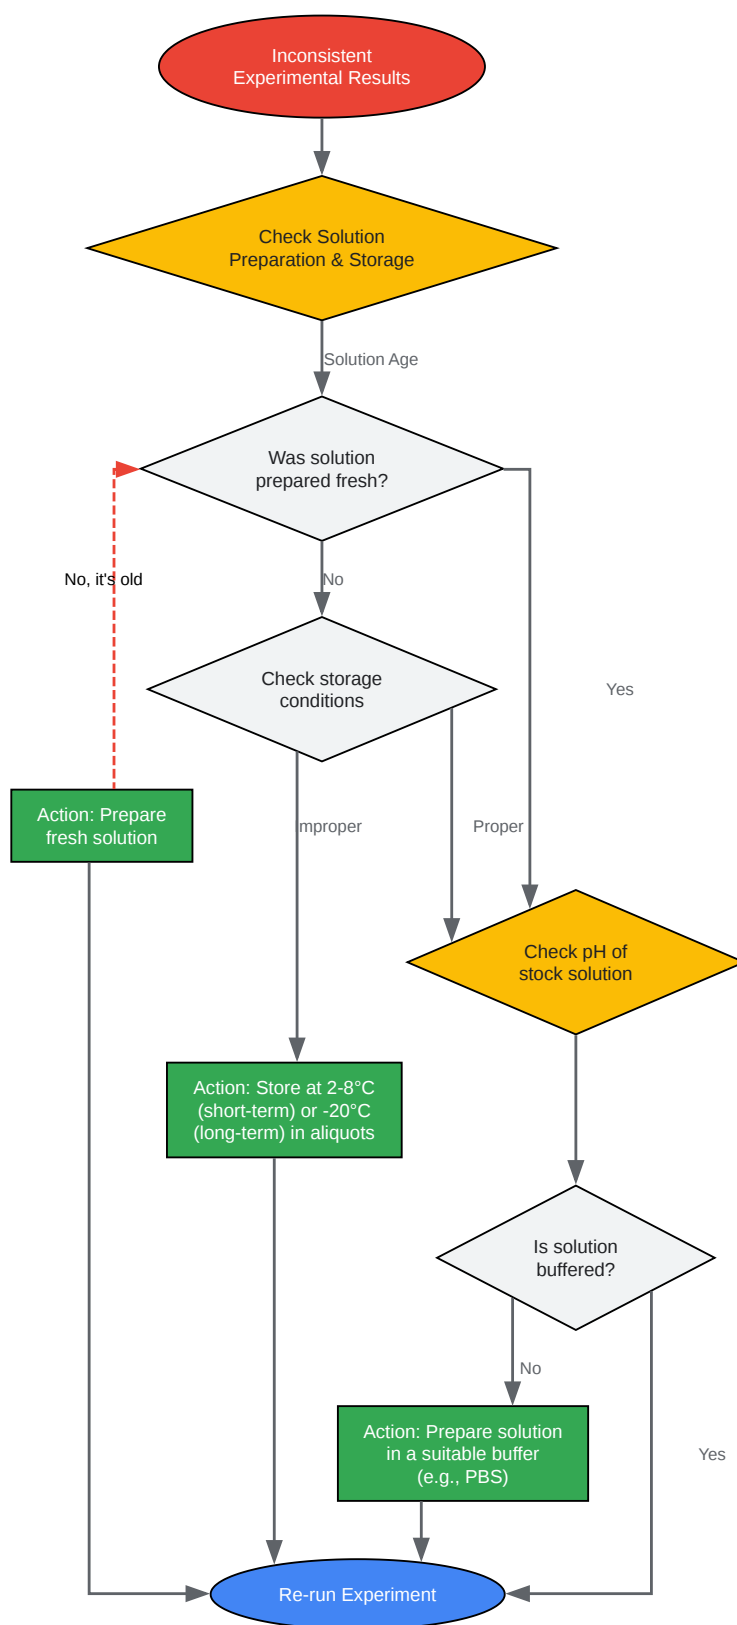 Inconsistent
Experimental Results
Check Solution
Preparation & Storage
Solution Age
Was solution
prepared fresh?
No, it's old
No
Check storage
conditions
Yes
Action: Prepare
fresh solution
Improper
Proper
Check pH of
stock solution
Action: Store at 2-8°C
(short-term) or -20°C
(long-term) in aliquots
Is solution
buffered?
No
Action: Prepare solution
in a suitable buffer
(e.g., PBS)
Yes
Re-run Experiment